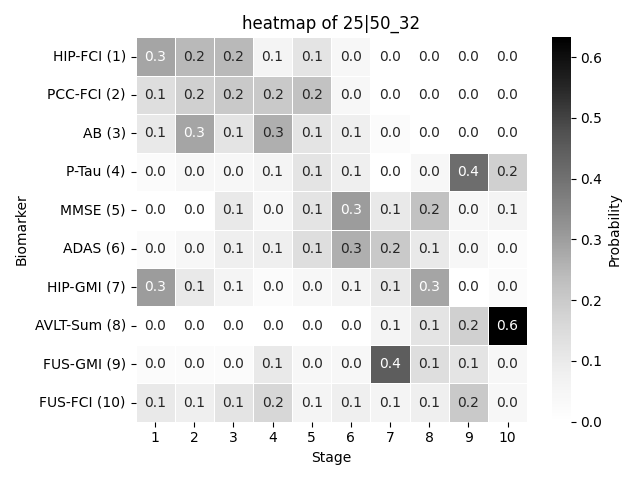 heatmap of 25|50_32
HIP-FCI (1) 0.3 0.2 0.2 0.1 0.1 0.0 0.0 0.0 0.0 0.0
PCC-FCI (2) 0.1 0.2 0.2 0.2 0.2 0.0 0.0 0.0 0.0 0.0
AB (3) 0.1 0.3 0.1 0.3 0.1 0.1 0.0 0.0 0.0 0.0
P-Tau (4) 0.0 0.0 0.0 0.1 0.1 0.1 0.0 0.0 0.4 0.2
MMSE (5) 0.0 0.0 0.1 0.0 0.1 0.3 0.1 0.2 0.0 0.1
ADAS (6) 0.0 0.0 0.1 0.1 0.1 0.3 0.2 0.1 0.0 0.0
HIP-GMI (7) 0.3 0.1 0.1 0.0 0.0 0.1 0.1 0.3 0.0 0.0
AVLT-Sum (8) 0.0 0.0 0.0 0.0 0.0 0.0 0.1 0.1 0.2 0.6
FUS-GMI (9) 0.0 0.0 0.0 0.1 0.0 0.0 0.4 0.1 0.1 0.0
FUS-FCI (10) 0.1 0.1 0.1 0.2 0.1 0.1 0.1 0.1 0.2 0.0
1 2 3 4 5 6 7 8 9 10
Stage
Biomarker
0.6
0.5
0.4
0.3
0.2
0.1
0.0
Probability